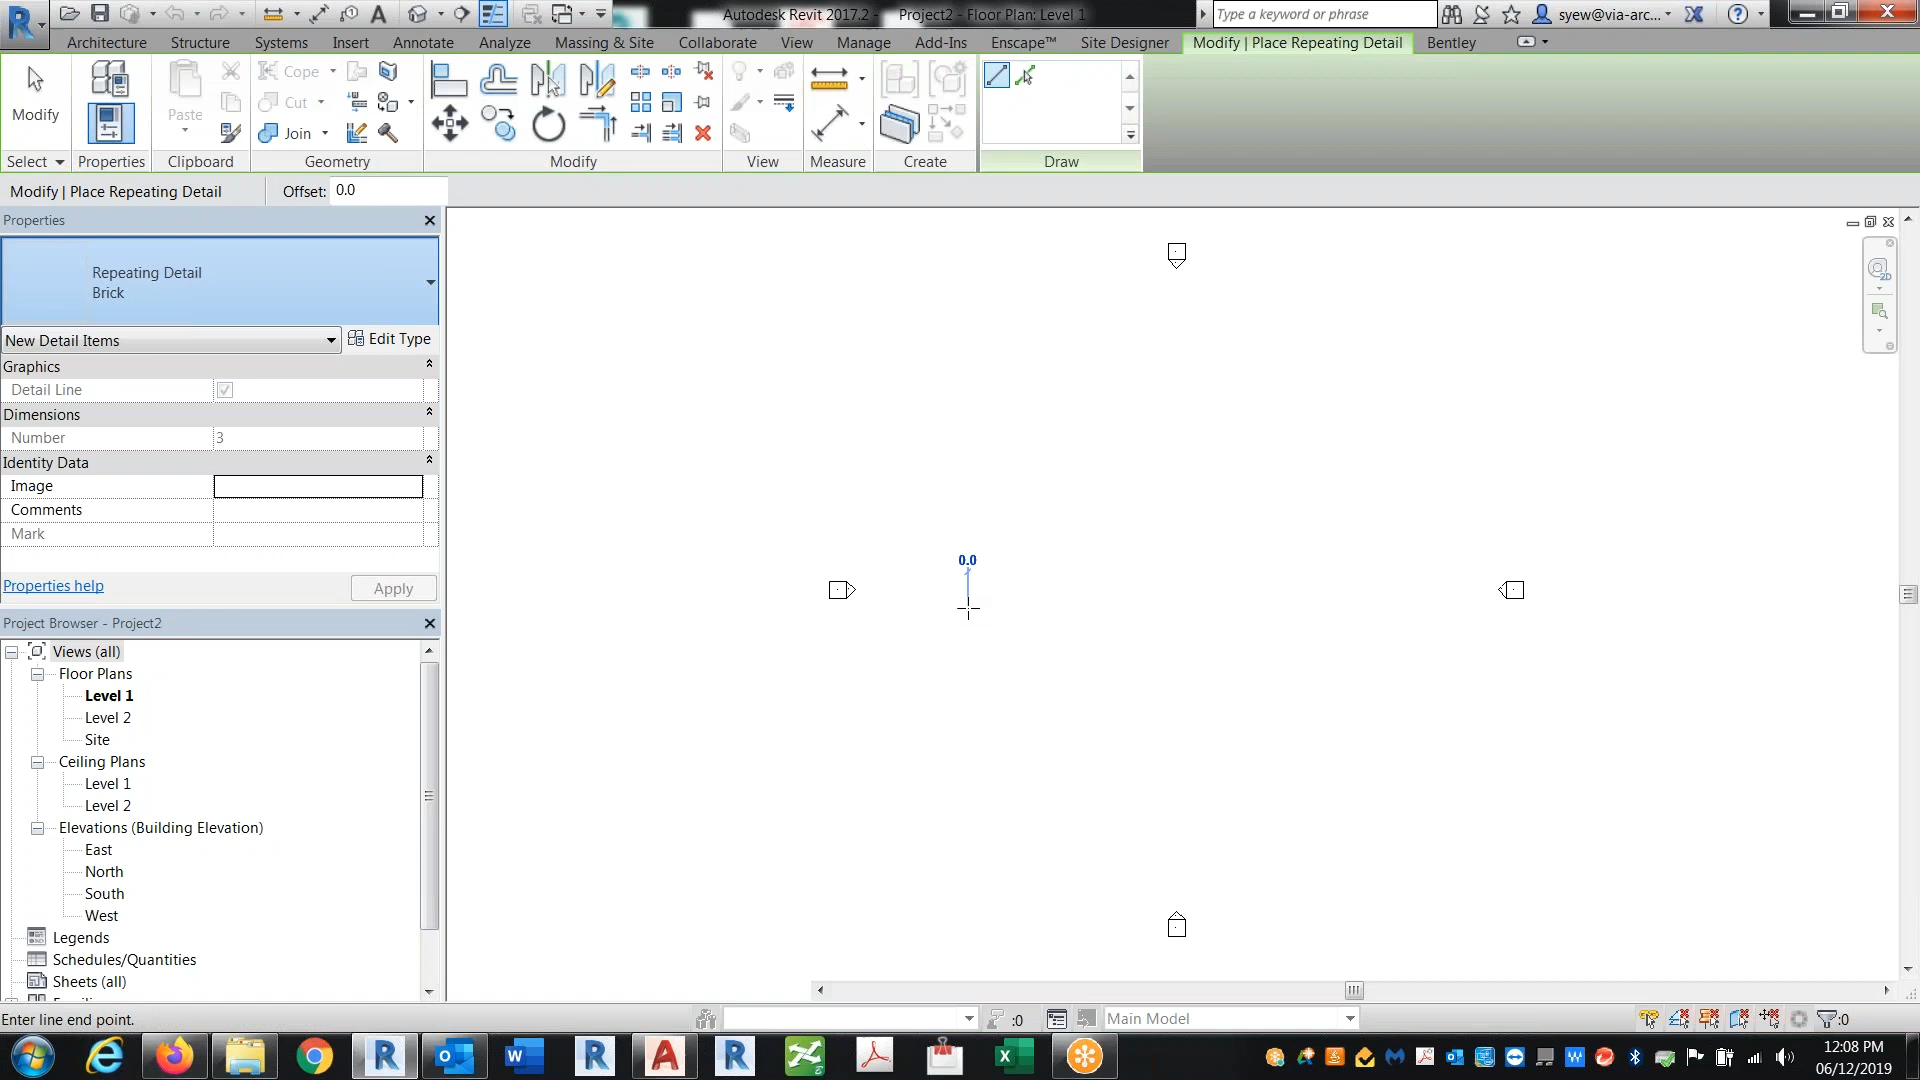 Autodesk Revit 2017.2 - Project2 - Floor Plan: Level 1
Type a keyword or phrase
syew@via-arc...
Architecture Structure Systems Insert Annotate Analyze Massing & Site Collaborate View Manage Add-Ins Enscape™ Site Designer Modify | Place Repeating Detail Bentley
Modify
Paste
Cope
Cut
Join
Select Properties Clipboard Geometry Modify View Measure Create Draw
Modify | Place Repeating Detail Offset: 0.0
Properties
Repeating Detail
Brick
New Detail Items Edit Type
Graphics
Detail Line
Dimensions
Number 3
Identity Data
Image
Comments
Mark
Properties help Apply
0.0
2D
Project Browser - Project2
Views (all)
Floor Plans
Level 1
Level 2
Site
Ceiling Plans
Level 1
Level 2
Elevations (Building Elevation)
East
North
South
West
Legends
Schedules/Quantities
Sheets (all)
Enter line end point.
:0
Main Model
:0
12:08 PM
06/12/2019